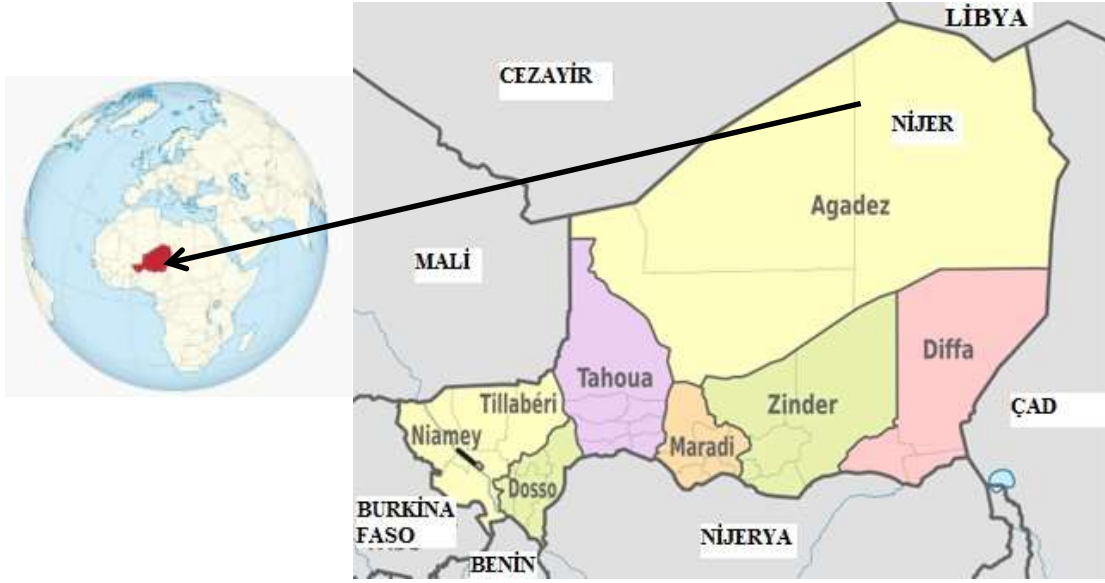 LİBYA
CEZAYİR
NİJER
Agadez
MALİ
Diffa
Tahoua
Zinder
Tillabéri
ÇAD
Niamey
Maradi
Dosso
BURKİNA
FASO
NİJERYA
BENİN